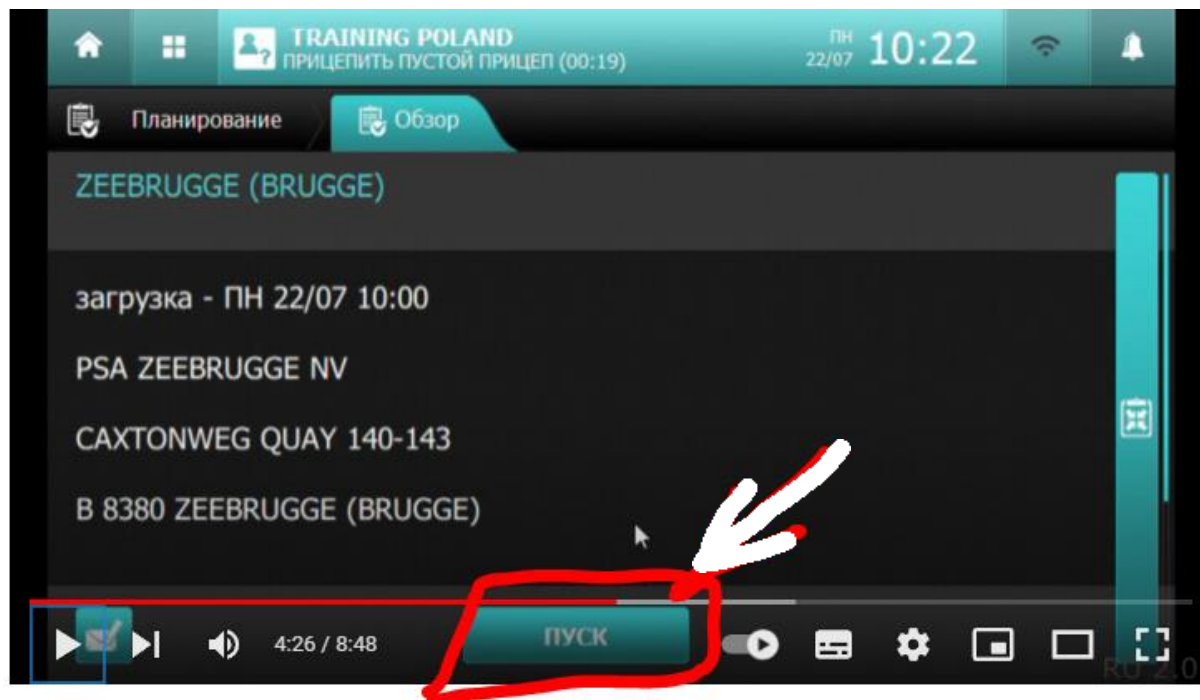 TRAINING POLAND
ПРИЦЕПИТЬ ПУСТОЙ ПРИЦЕП (00:19)
ПН
22/07
10:22
Планирование
Обзор
ZEEBRUGGE (BRUGGE)
загрузка - ПН 22/07 10:00
PSA ZEEBRUGGE NV
CAXTONWEG QUAY 140-143
B 8380 ZEEBRUGGE (BRUGGE)
4:26 / 8:48
ПУСК
RU 2.0